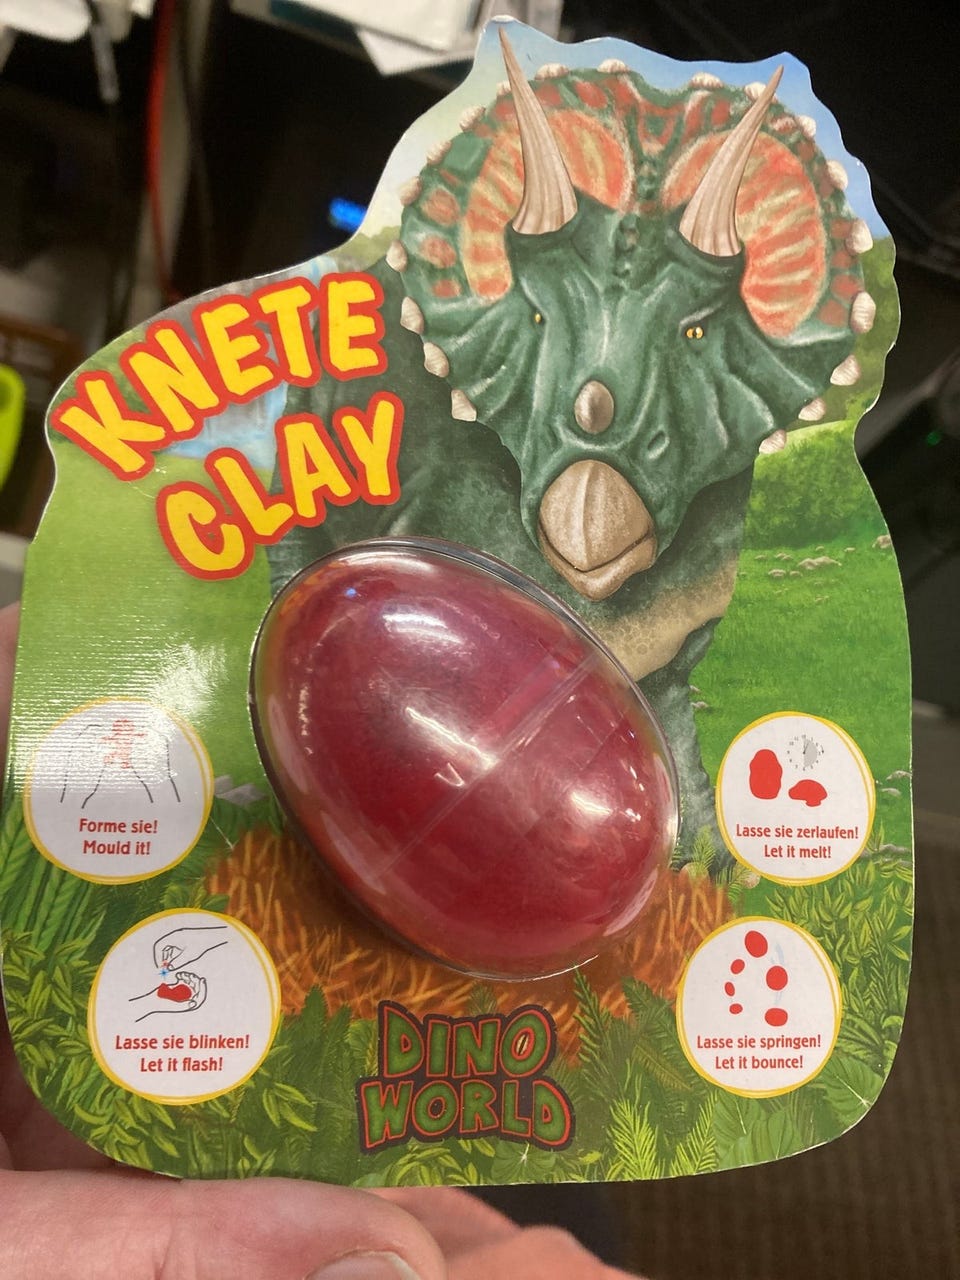 KNETE
CLAY
Forme sie!
Mould it!
Lasse sie zerlaufen!
Let it melt!
Lasse sie blinken!
Let it flash!
Lasse sie springen!
Let it bounce!
DINO
WORLD